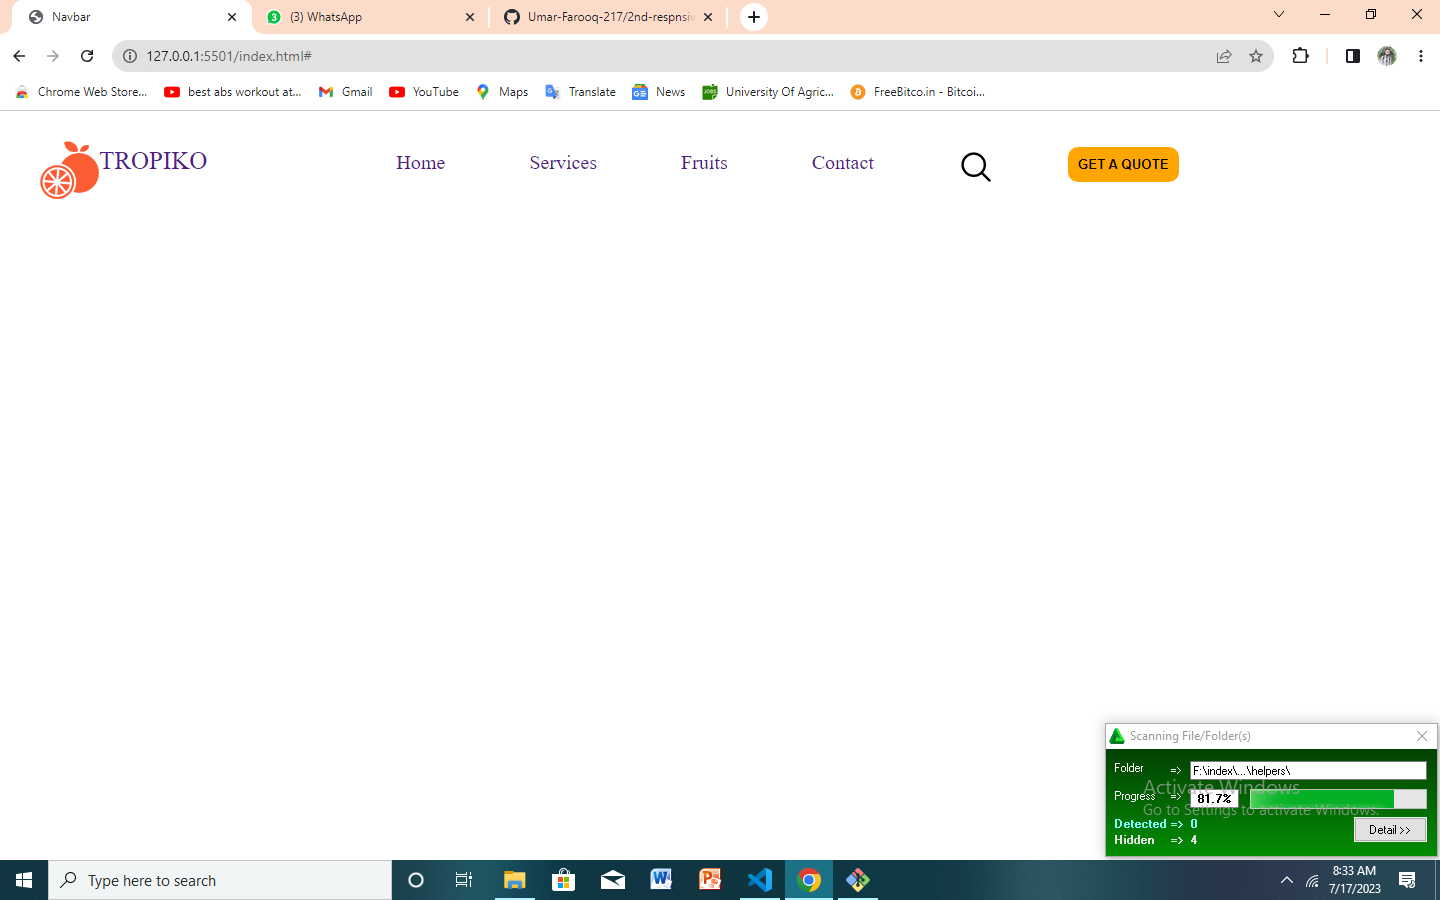 Navbar
3
(3) WhatsApp
Umar-Farooq-217/2nd-respnsiv
127.0.0.1:5501/index.html#
Chrome Web Store...
best abs workout at...
Gmail
YouTube
Maps
Translate
News
JOBS
University Of Agric...
FreeBitco.in - Bitcoi...
TROPIKO
Home
Services
Fruits
Contact
GET A QUOTE
Scanning File/Folder(s)
Folder => F:\index\...\helpers\
Activate Windows
Progress => 81.7%
Go to Settings to activate Windows.
Detected => 0
Hidden => 4
Detail >>
Type here to search
8:33 AM
7/17/2023